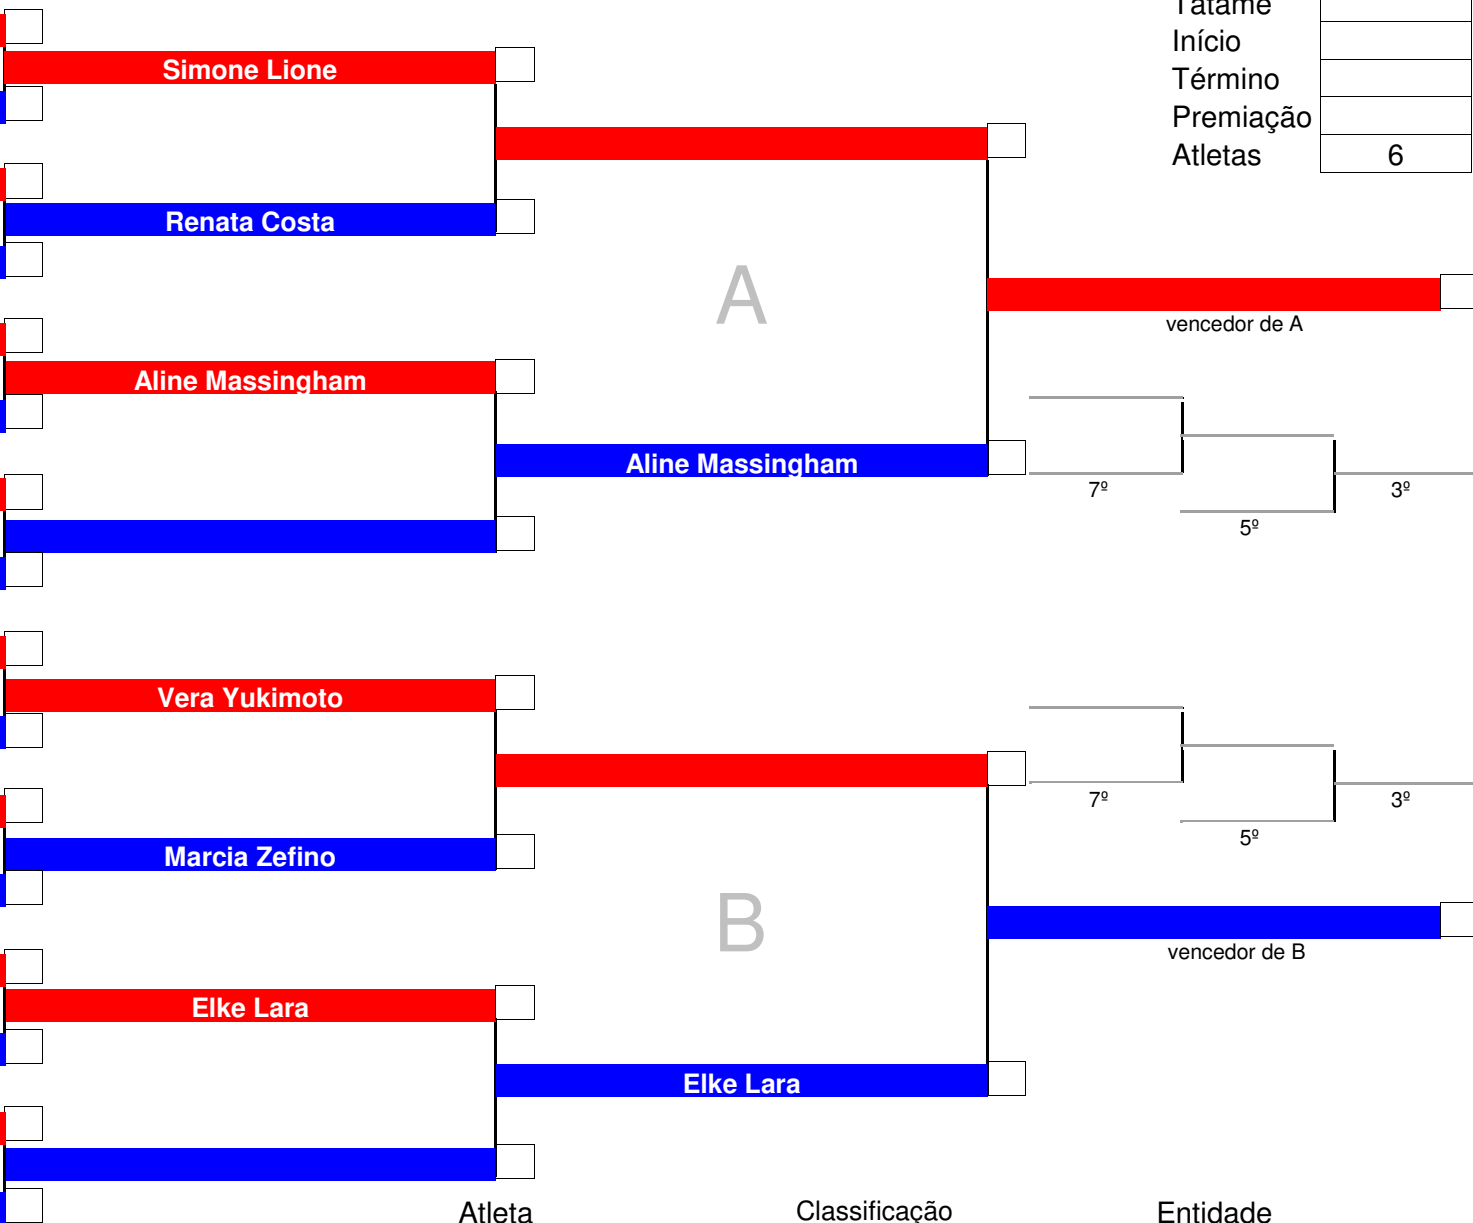 Tatame
Início
Simone Lione
Término
Premiação
Atletas 6
Renata Costa
A
vencedor de A
Aline Massingham
Aline Massingham
7º 3º
5º
Vera Yukimoto
7º 3º
5º
Marcia Zefino
B
vencedor de B
Elke Lara
Elke Lara
Atleta Classificação Entidade